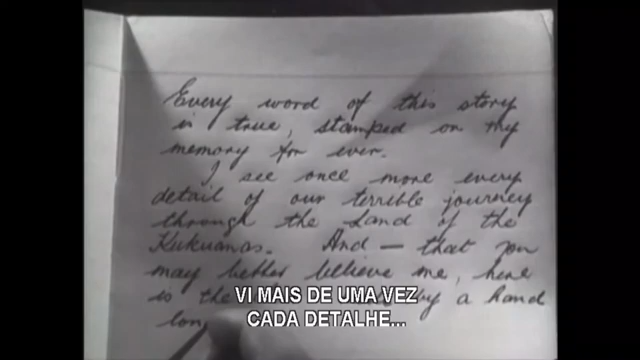 Every word of this story
is true, stamped on my
memory for ever.
I see once more every
detail of our terrible journey
through the Land of the
Kukuanas. And — that you
may better believe me, here
is the by a hand
lon
VI MAIS DE UMA VEZ
CADA DETALHE...